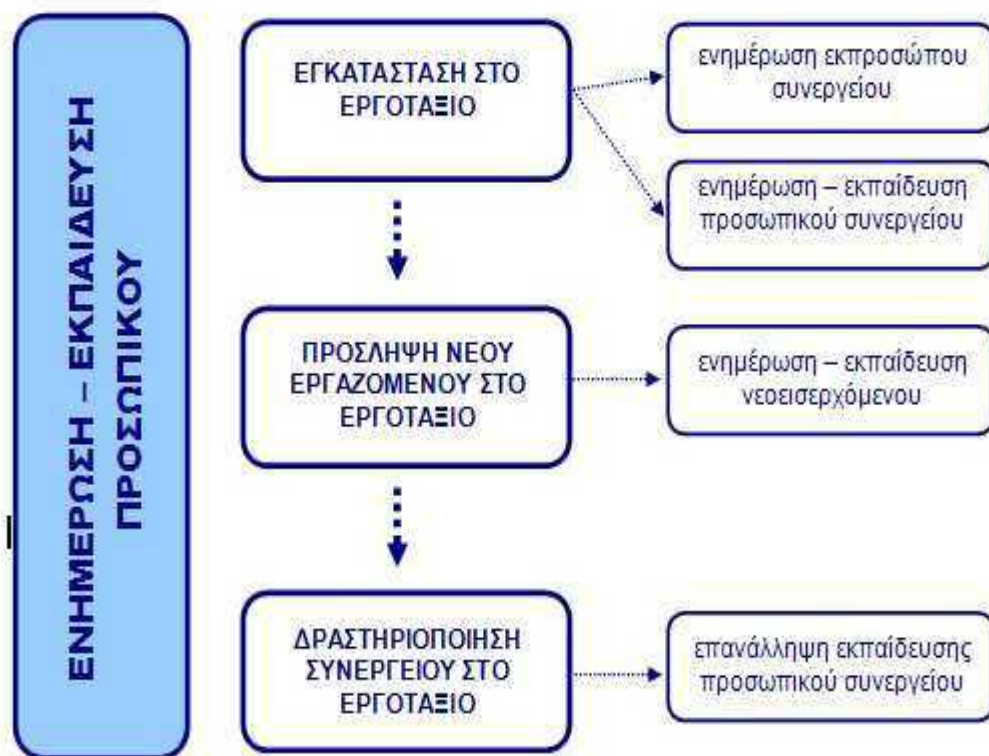 ΕΝΗΜΕΡΩΣΗ – ΕΚΠΑΙΔΕΥΣΗ
ΠΡΟΣΩΠΙΚΟΥ
ΕΓΚΑΤΑΣΤΑΣΗ ΣΤΟ
ΕΡΓΟΤΑΞΙΟ
ενημέρωση εκπροσώπου
συνεργείου
ενημέρωση – εκπαίδευση
προσωπικού συνεργείου
ΠΡΟΣΛΗΨΗ ΝΕΟΥ
ΕΡΓΑΖΟΜΕΝΟΥ ΣΤΟ
ΕΡΓΟΤΑΞΙΟ
ενημέρωση – εκπαίδευση
νεοεισερχόμενου
ΔΡΑΣΤΗΡΙΟΠΟΙΗΣΗ
ΣΥΝΕΡΓΕΙΟΥ ΣΤΟ
ΕΡΓΟΤΑΞΙΟ
επανάλληψη εκπαίδευσης
προσωπικού συνεργείου